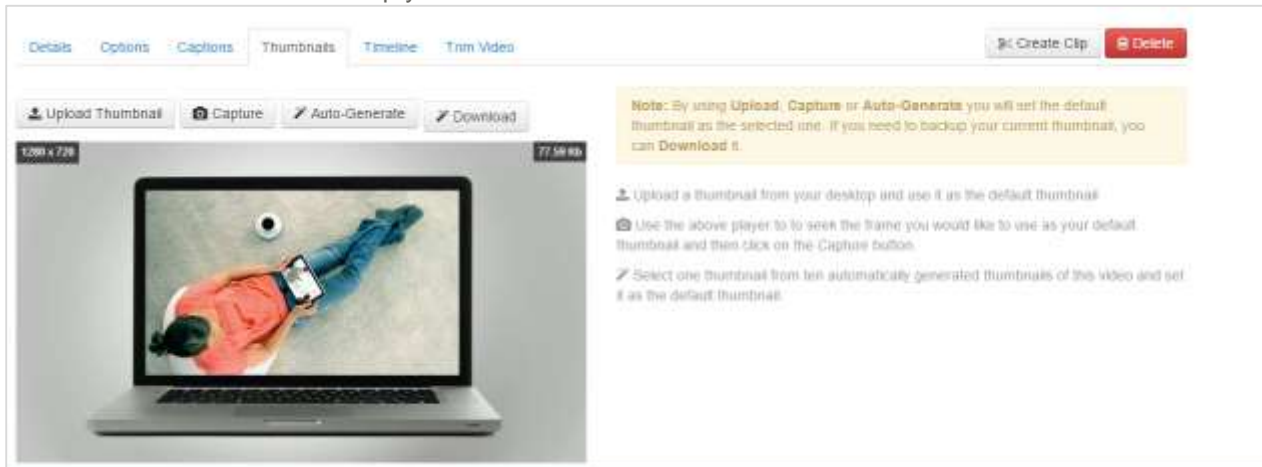 Details Options Captions Thumbnails Timeline Trim Video Create Clip Delete
Upload Thumbnail Capture Auto-Generate Download
Note: By using Upload, Capture or Auto-Generate you will set the default
thumbnail as the selected one. If you need to backup your current thumbnail, you
can Download it.
1280 x 720 77.59 Kb
Upload a thumbnail from your desktop and use it as the default thumbnail
Use the above player to to seek the frame you would like to use as your default
thumbnail and then click on the Capture button.
Select one thumbnail from ten automatically generated thumbnails of this video and set
it as the default thumbnail.